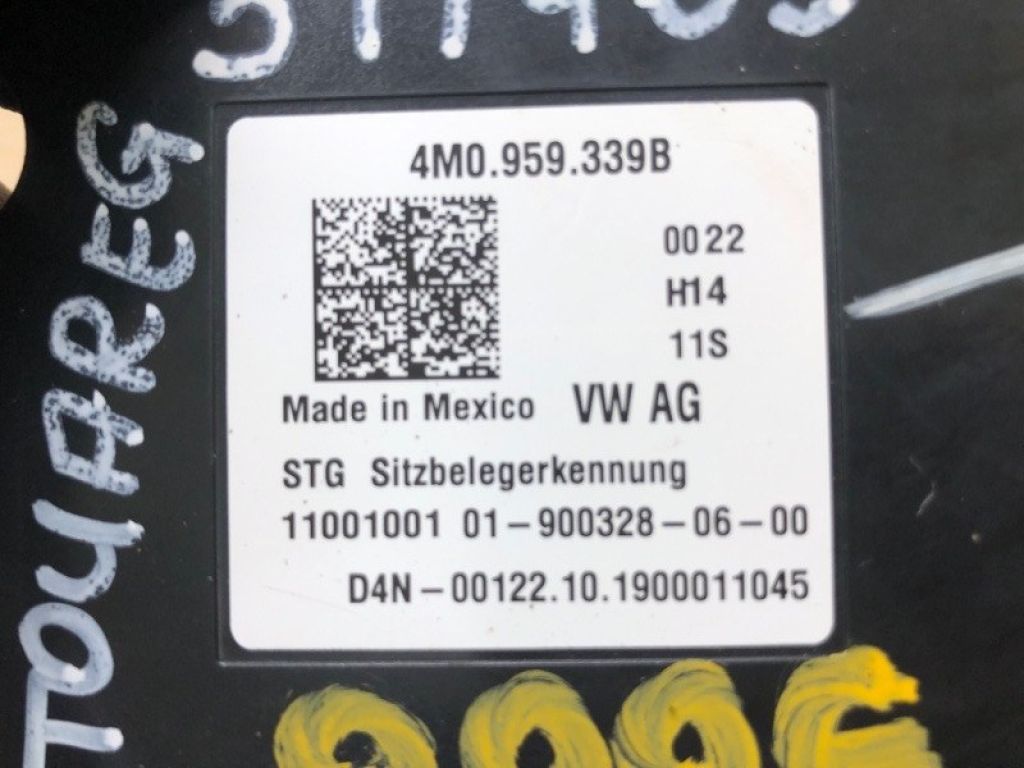 4M0.959.339B
0022
H14
11S
Made in Mexico VW AG
STG Sitzbelegerkennung
11001001 01-900328-06-00
D4N-00122.10.1900011045
TOUAREG